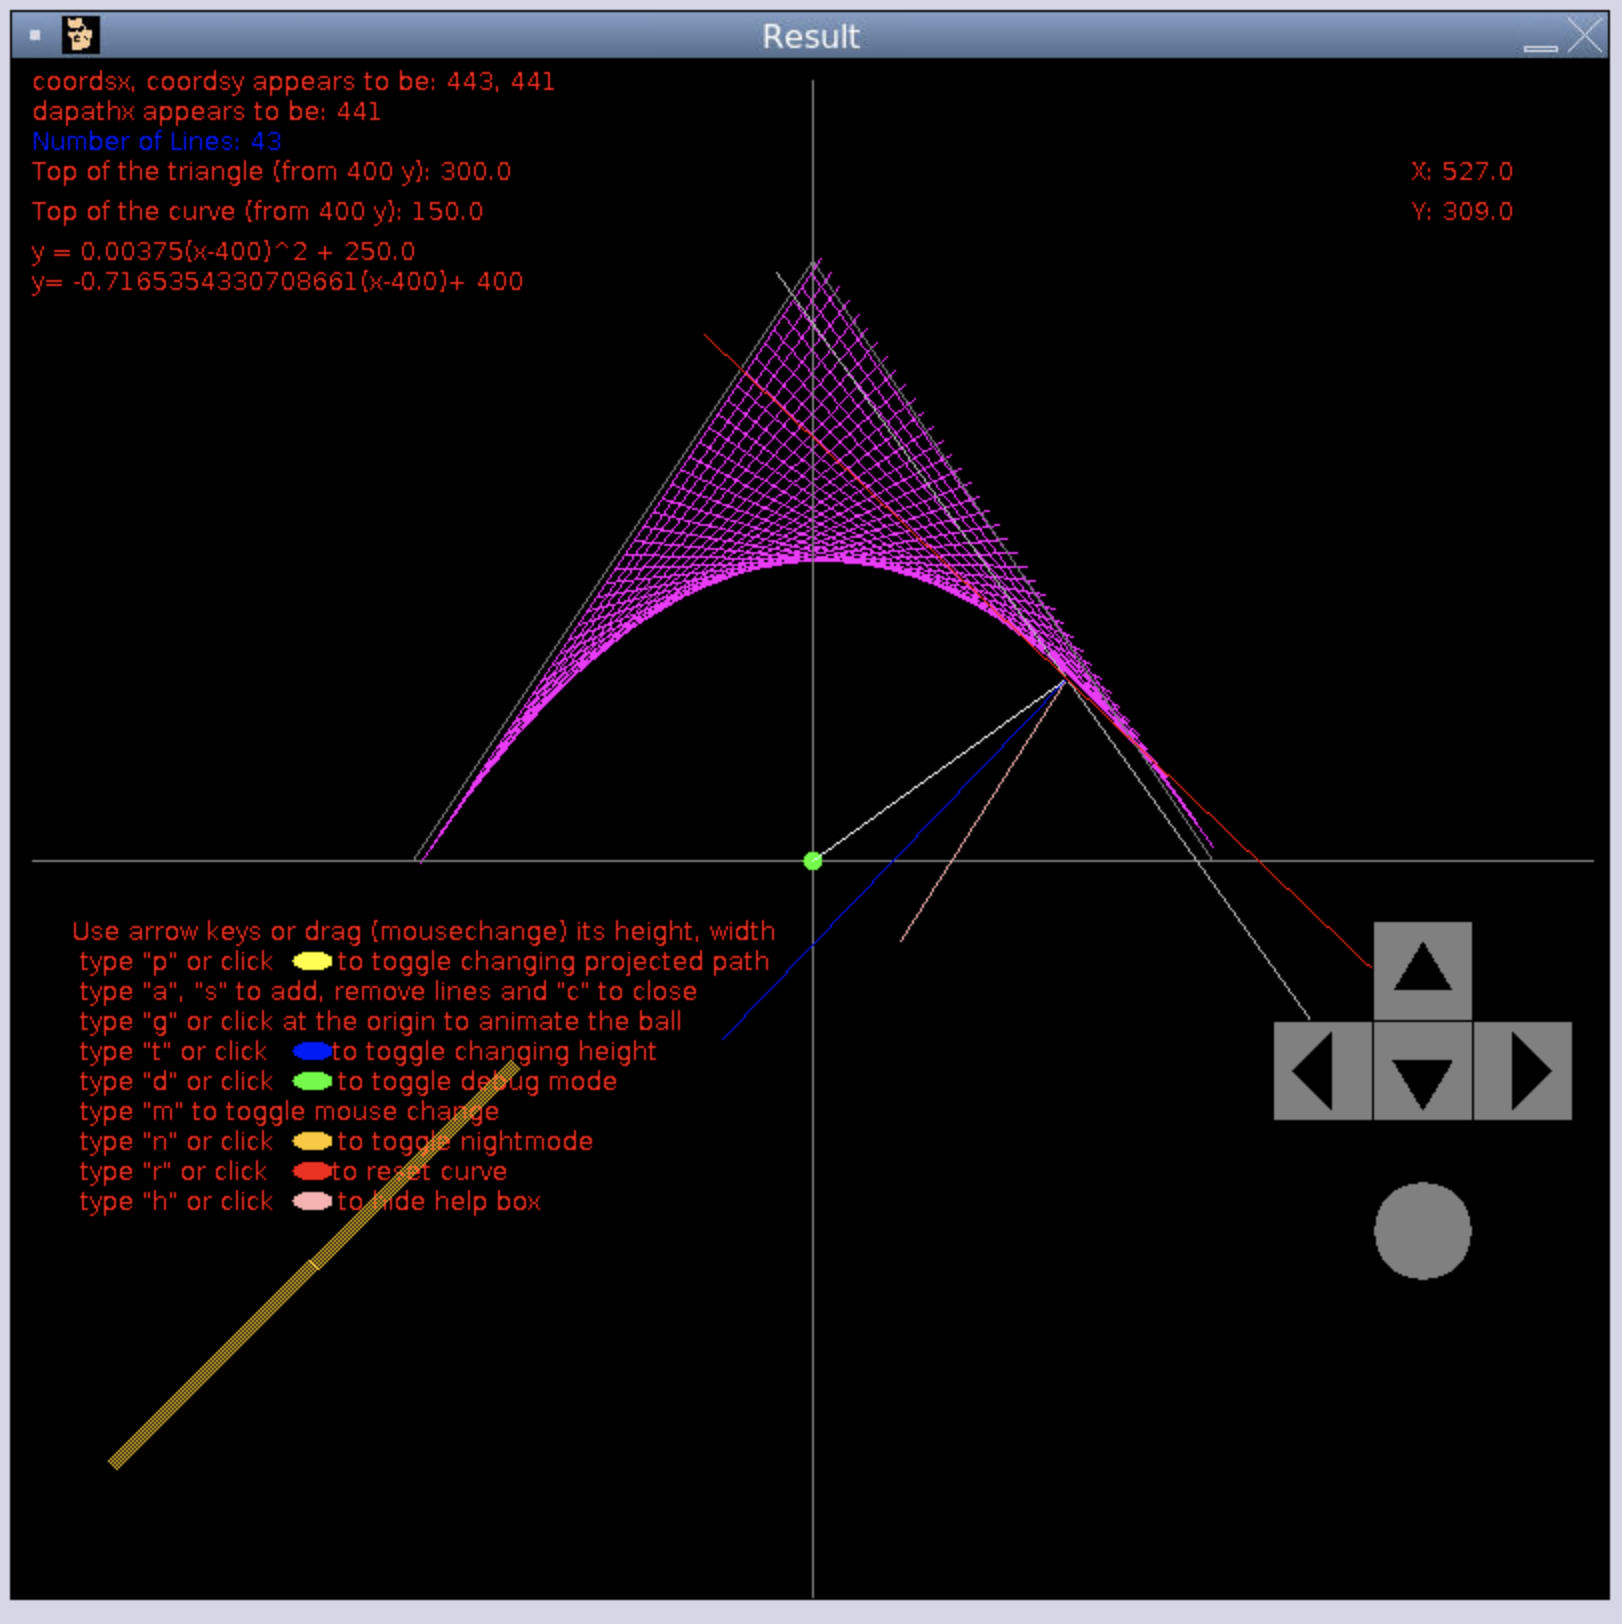 Result
coordsx, coordsy appears to be: 443, 441
dapathx appears to be: 441
Number of Lines: 43
Top of the triangle (from 400 y): 300.0
X: 527.0
Top of the curve (from 400 y): 150.0
Y: 309.0
y = 0.00375(x-400)^2 + 250.0
y= -0.7165354330708661(x-400)+ 400
Use arrow keys or drag (mousechange) its height, width
type "p" or click to toggle changing projected path
type "a", "s" to add, remove lines and "c" to close
type "g" or click at the origin to animate the ball
type "t" or click to toggle changing height
type "d" or click to toggle debug mode
type "m" to toggle mouse change
type "n" or click to toggle nightmode
type "r" or click to reset curve
type "h" or click to hide help box